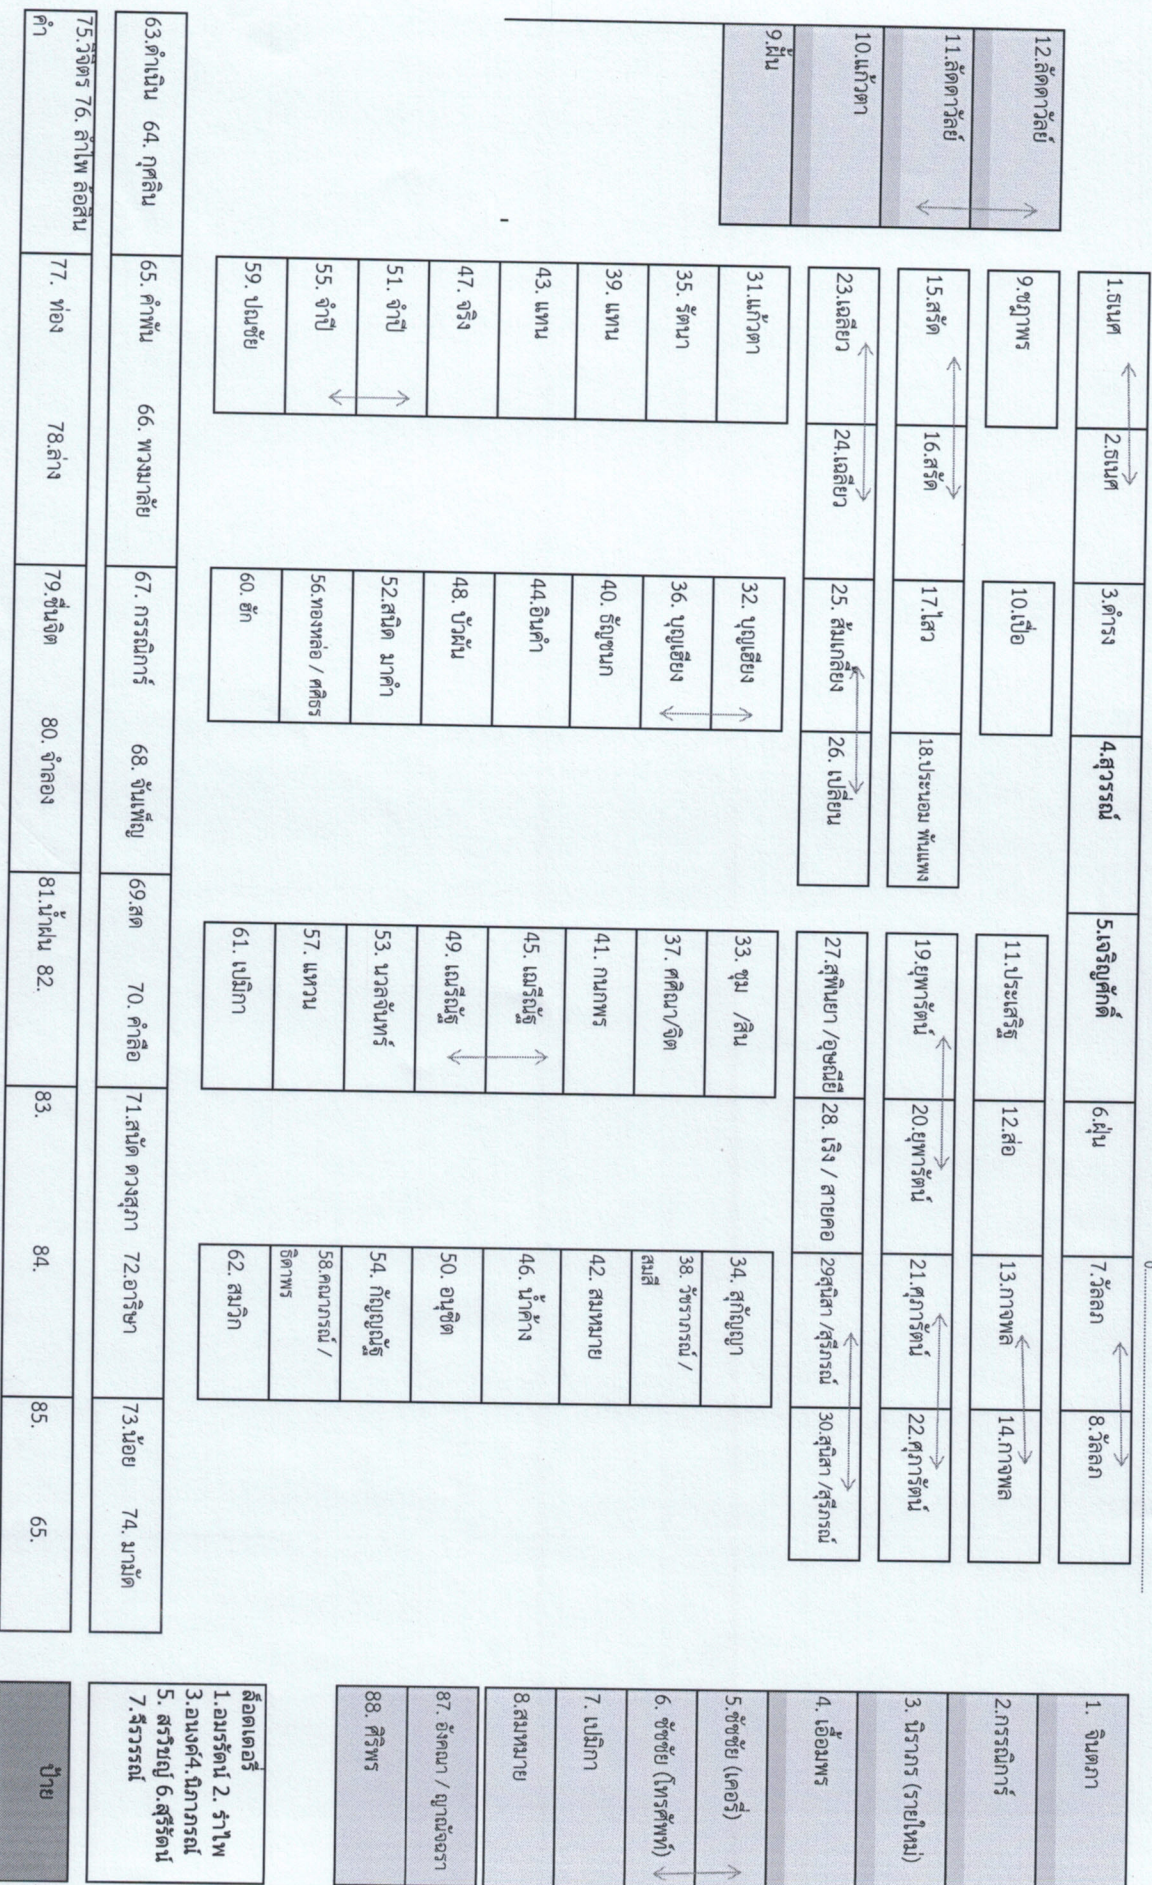 1.ธเนศ
2.ธเนศ
3.ดำรง
4.สุวรรณ์
5.เจริญศักดิ์
6.ฝุ่น
7.วัลลภ
8.วัลลภ
9.ชฎาพร
10.เปื่อ
11.ประเสริฐ
12.ส่อ
13.กาจพล
14.กาจพล
15.สรัด
16.สรัด
17.ไสว
18.ประนอม พันแพง
19.ยุพารัตน์
20.ยุพารัตน์
21.ศุภารัตน์
22.ศุภารัตน์
23.เฉลียว
24.เฉลียว
25. ส้มเกลี้ยง
26. เปลี่ยน
27.สุพินยา /อุษณีย์
28. เริง / สายคอ
29สุนิสา /สุรีภรณ์
30.สุนิสา /สุรีภรณ์
12.ลัดดาวัลย์
11.ลัดดาวัลย์
10.แก้วตา
9.ฝั้น
31.แก้วตา
32. บุญเฮียง
33. ชุม /สิน
34. สุกัญญา
35. รัตนา
36. บุญเฮียง
37. ศศิณา/จิต
38. วัชราภรณ์ /
สมสี
39. แทน
40. ธัญชนก
41. กนกพร
42. สมหมาย
43. แทน
44.อินคำ
45. เฌรีณัฐ
46. น้ำค้าง
47. จริง
48. บัวผัน
49. เณรีณัฐ
50. อนุชิต
51. จำปี
52.สนิด มาคำ
53. นวลจันทร์
54. กัญญณัฐ
55. จำปี
56.ทองหล่อ / ศศิธร
57. แหวน
58.คณาภรณ์ /
ธิดาพร
59. ปณชัย
60. ฮัก
61. เปมิกา
62. สมวิก
63.ดำเนิน 64. กุศลิน
65. คำพัน 66. พวงมาลัย
67. กรรณิการ์ 68. จันเพ็ญ
69.สด 70. คำลือ
71.สนัด ดวงสุภา 72.อาริษา
73.น้อย 74. มามัด
75.วิจิตร 76. ลำไพ ล้อสีน
คำ
77. ท่อง 78.ล่าง
79.ชื่นจิต 80. จำลอง
81.น้ำฝน 82.
83. 84.
85. 65.
1. จินตภา
2.กรรณิการ์
3. นิราภร (รายใหม่)
4. เอื้อมพร
5.ชัชชัย (เคอรี่)
6. ชัชชัย (โทรศัพท์)
7. เปมิกา
8.สมหมาย
87. อังคณา / ญาณัจฉรา
88. ศิริพร
ล็อตเตอรี่
1.อมรรัตน์ 2. รำไพ
3.อนงค์4.นิภาภรณ์
5. สรวิชญ์ 6.สุรีรัตน์
7.จีรวรรณ์
ป้าย